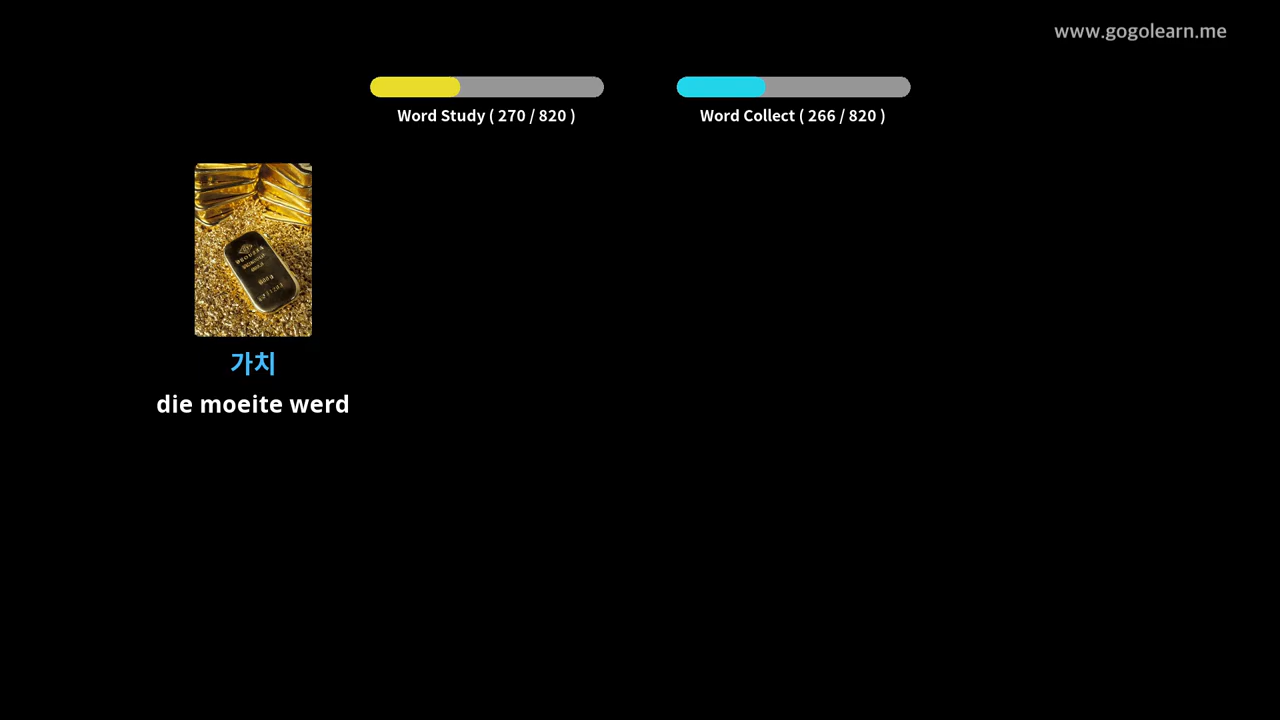 www.gogolearn.me
Word Study ( 270 / 820 )
Word Collect ( 266 / 820 )
가치
die moeite werd